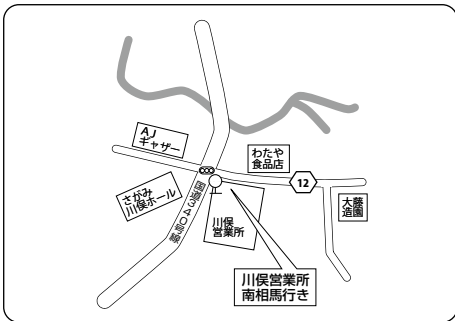 AJ
ギャザー
わたや
食品店
12
さがみ
川俣ホール
国道349号線
川俣
営業所
大藤
造園
川俣営業所
南相馬行き